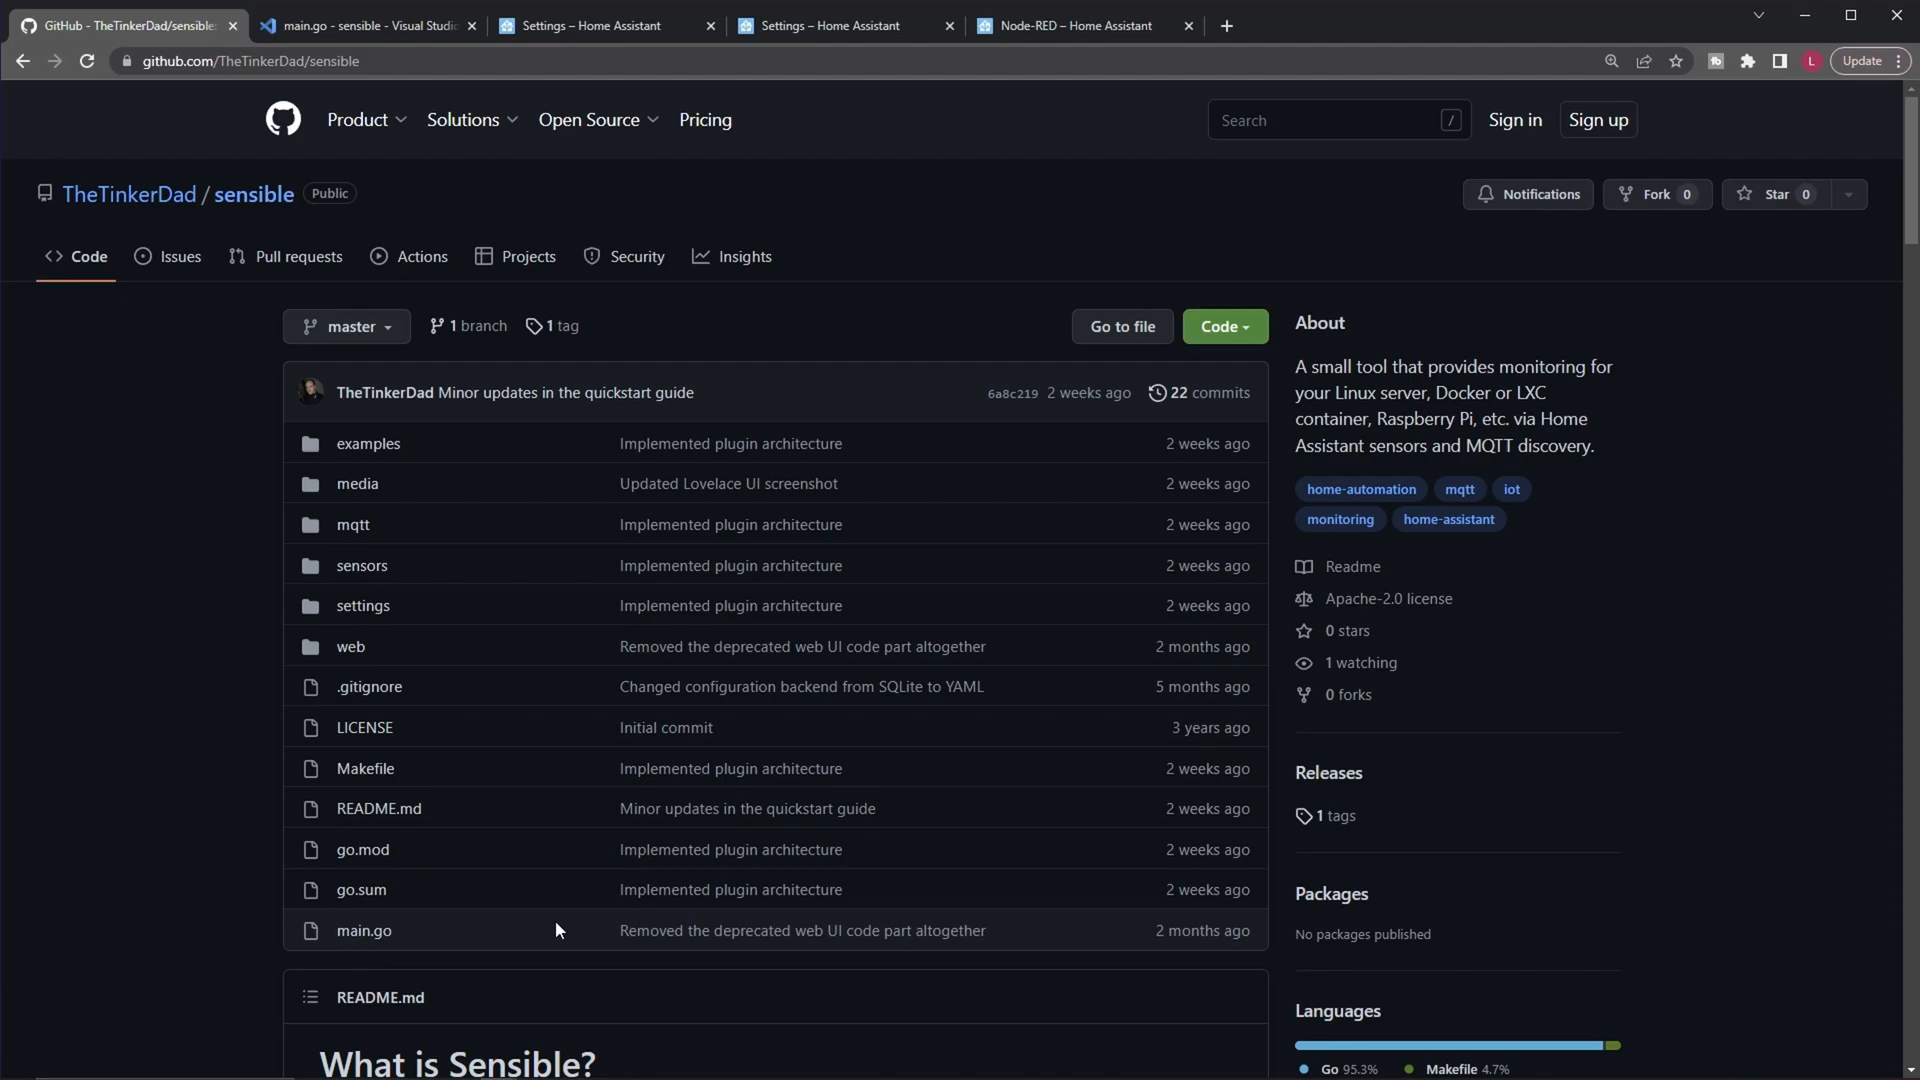 GitHub - TheTinkerDad/sensible:
main.go - sensible - Visual Studio
Settings – Home Assistant
Settings – Home Assistant
Node-RED – Home Assistant
github.com/TheTinkerDad/sensible
L
Update
Product
Solutions
Open Source
Pricing
Search
/
Sign in
Sign up
TheTinkerDad / sensible
Public
Notifications
Fork 0
Star 0
Code
Issues
Pull requests
Actions
Projects
Security
Insights
master
1 branch
1 tag
Go to file
Code
TheTinkerDad Minor updates in the quickstart guide
6a8c219 2 weeks ago
22 commits
examples Implemented plugin architecture 2 weeks ago
media Updated Lovelace UI screenshot 2 weeks ago
mqtt Implemented plugin architecture 2 weeks ago
sensors Implemented plugin architecture 2 weeks ago
settings Implemented plugin architecture 2 weeks ago
web Removed the deprecated web UI code part altogether 2 months ago
.gitignore Changed configuration backend from SQLite to YAML 5 months ago
LICENSE Initial commit 3 years ago
Makefile Implemented plugin architecture 2 weeks ago
README.md Minor updates in the quickstart guide 2 weeks ago
go.mod Implemented plugin architecture 2 weeks ago
go.sum Implemented plugin architecture 2 weeks ago
main.go Removed the deprecated web UI code part altogether 2 months ago
README.md
What is Sensible?
About
A small tool that provides monitoring for
your Linux server, Docker or LXC
container, Raspberry Pi, etc. via Home
Assistant sensors and MQTT discovery.
home-automation mqtt iot
monitoring home-assistant
Readme
Apache-2.0 license
0 stars
1 watching
0 forks
Releases
1 tags
Packages
No packages published
Languages
Go 95.3% Makefile 4.7%